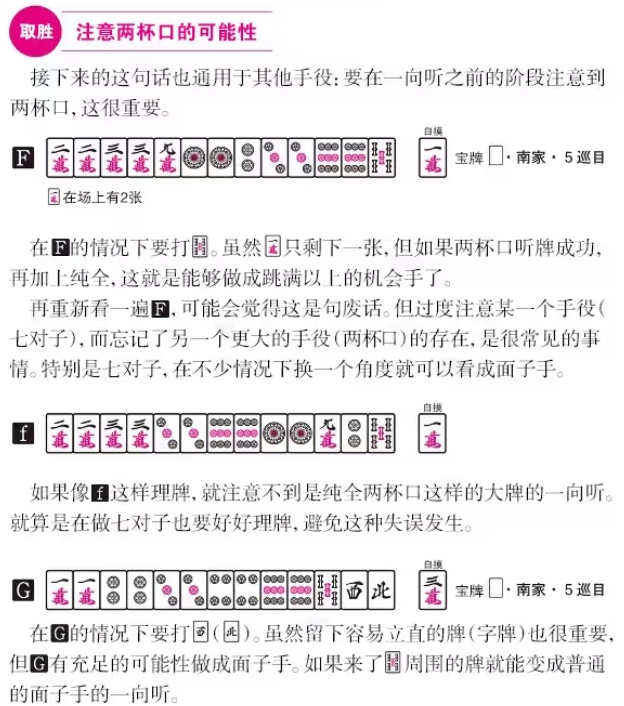 取胜 注意两杯口的可能性
接下来的这句话也通用于其他手役:要在一向听之前的阶段注意到
两杯口,这很重要。
自摸
F 二萬 二萬 三萬 三萬 九萬 一萬 宝牌 · 南家 · 5 巡目
一萬在场上有2张
在F的情况下要打 。虽然一萬只剩下一张,但如果两杯口听牌成功,
再加上纯全,这就是能够做成跳满以上的机会手了。
再重新看一遍F,可能会觉得这是句废话。但过度注意某一个手役(
七对子),而忘记了另一个更大的手役(两杯口)的存在,是很常见的事
情。特别是七对子,在不少情况下换一个角度就可以看成面子手。
自摸
f 二萬 二萬 三萬 三萬 九萬 一萬
如果像f这样理牌,就注意不到是纯全两杯口这样的大牌的一向听。
就算是在做七对子也要好好理牌,避免这种失误发生。
自摸
G 一萬 一萬 西 北 三萬 宝牌 · 南家 · 5 巡目
在G的情况下要打西(北)。虽然留下容易立直的牌(字牌)也很重要,
但G有充足的可能性做成面子手。如果来了 周围的牌就能变成普通
的面子手的一向听。